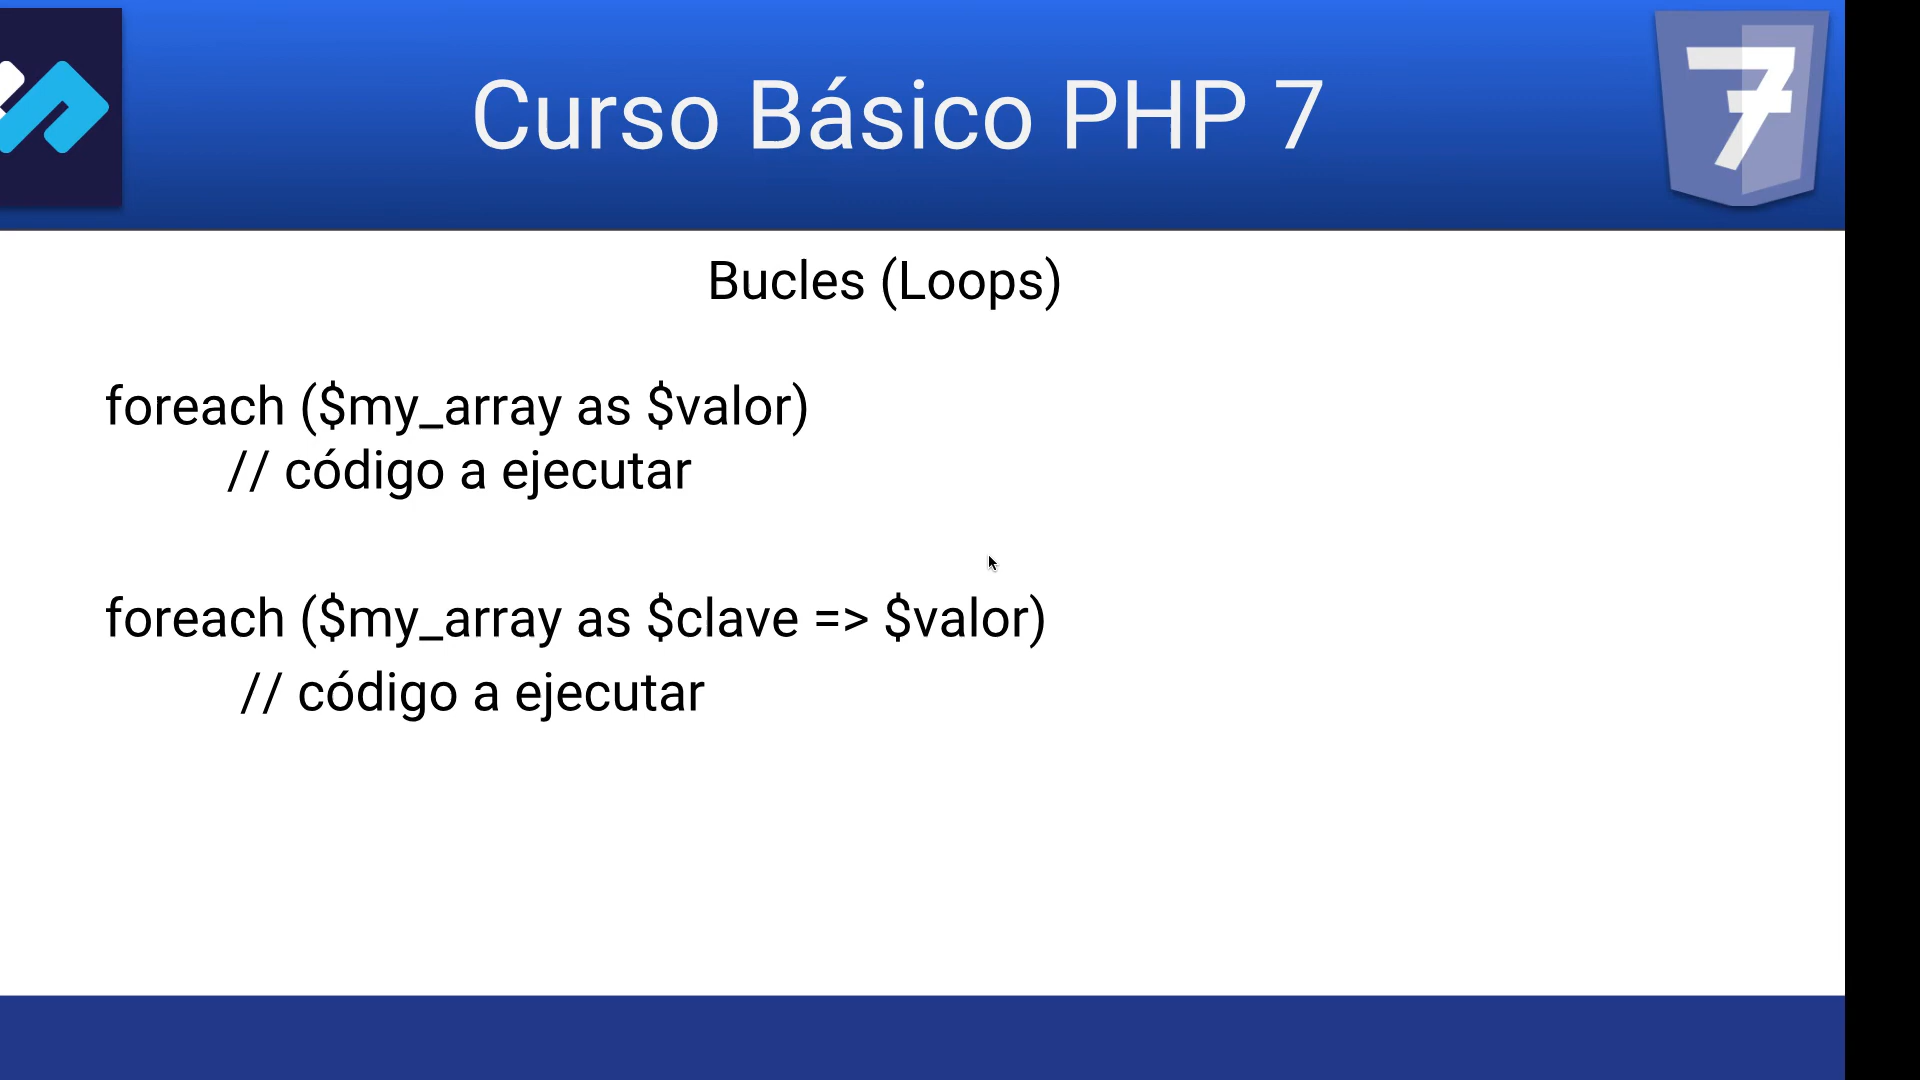 Curso Básico PHP 7
7
Bucles (Loops)
foreach ($my_array as $valor)
// código a ejecutar
foreach ($my_array as $clave => $valor)
// código a ejecutar